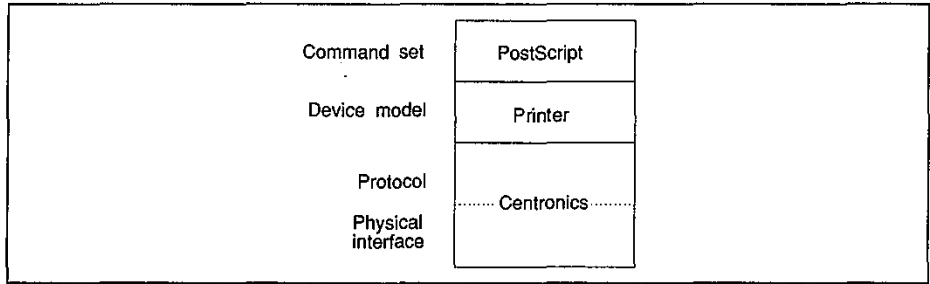 Command set PostScript
Device model Printer
Protocol
Centronics
Physical
interface